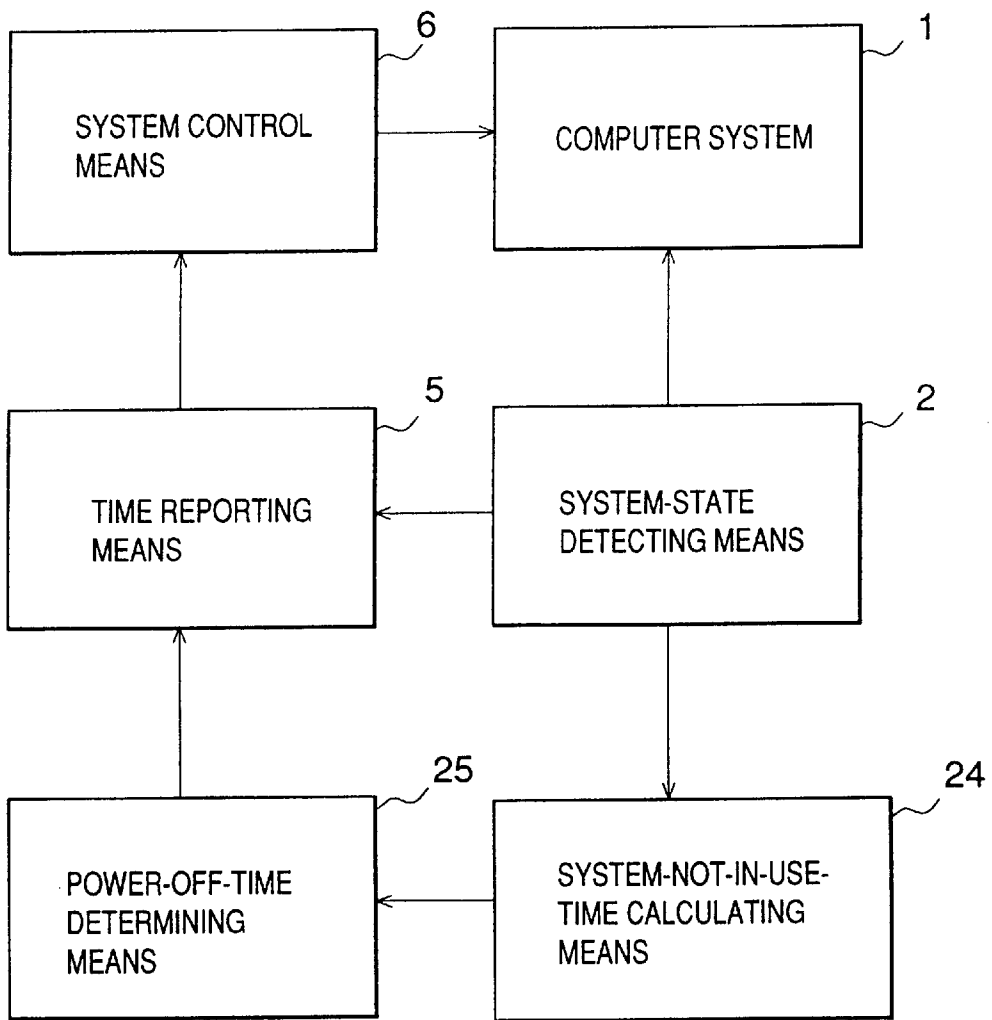 6
SYSTEM CONTROL
MEANS
1
COMPUTER SYSTEM
5
TIME REPORTING
MEANS
2
SYSTEM-STATE
DETECTING MEANS
25
POWER-OFF-TIME
DETERMINING
MEANS
24
SYSTEM-NOT-IN-USE-
TIME CALCULATING
MEANS